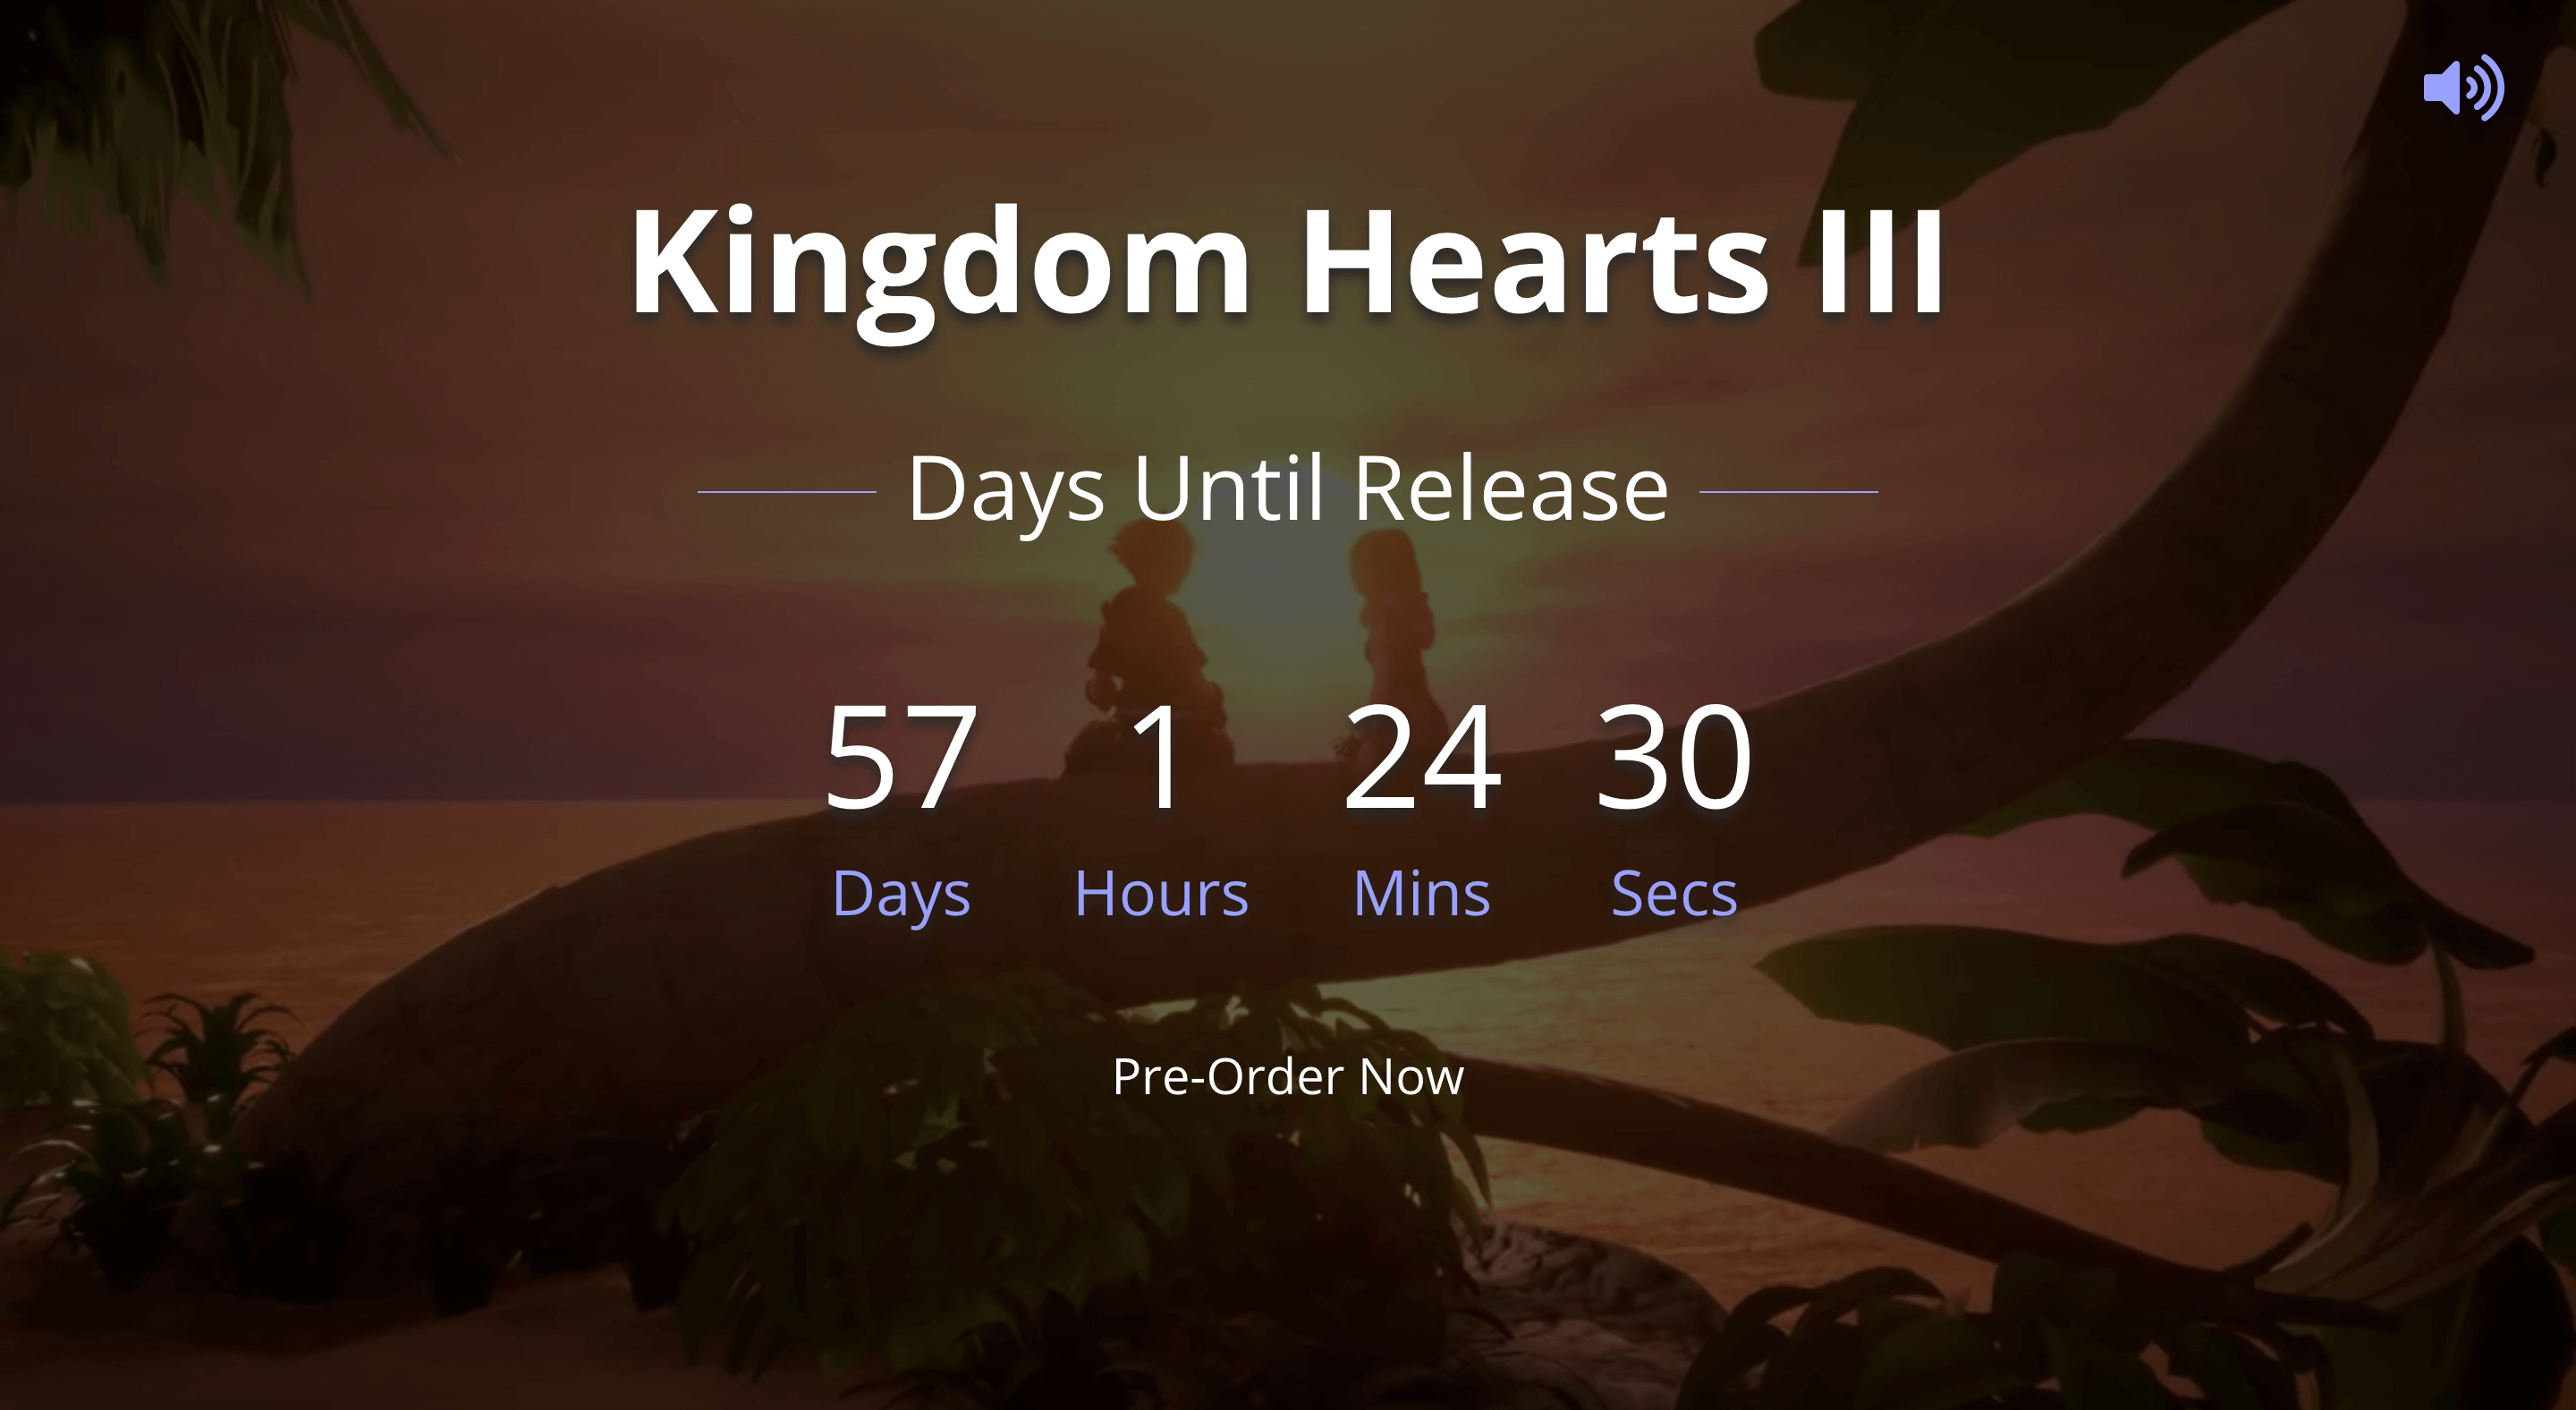 Kingdom Hearts III
Days Until Release
57 1 24 30
Days Hours Mins Secs
Pre-Order Now